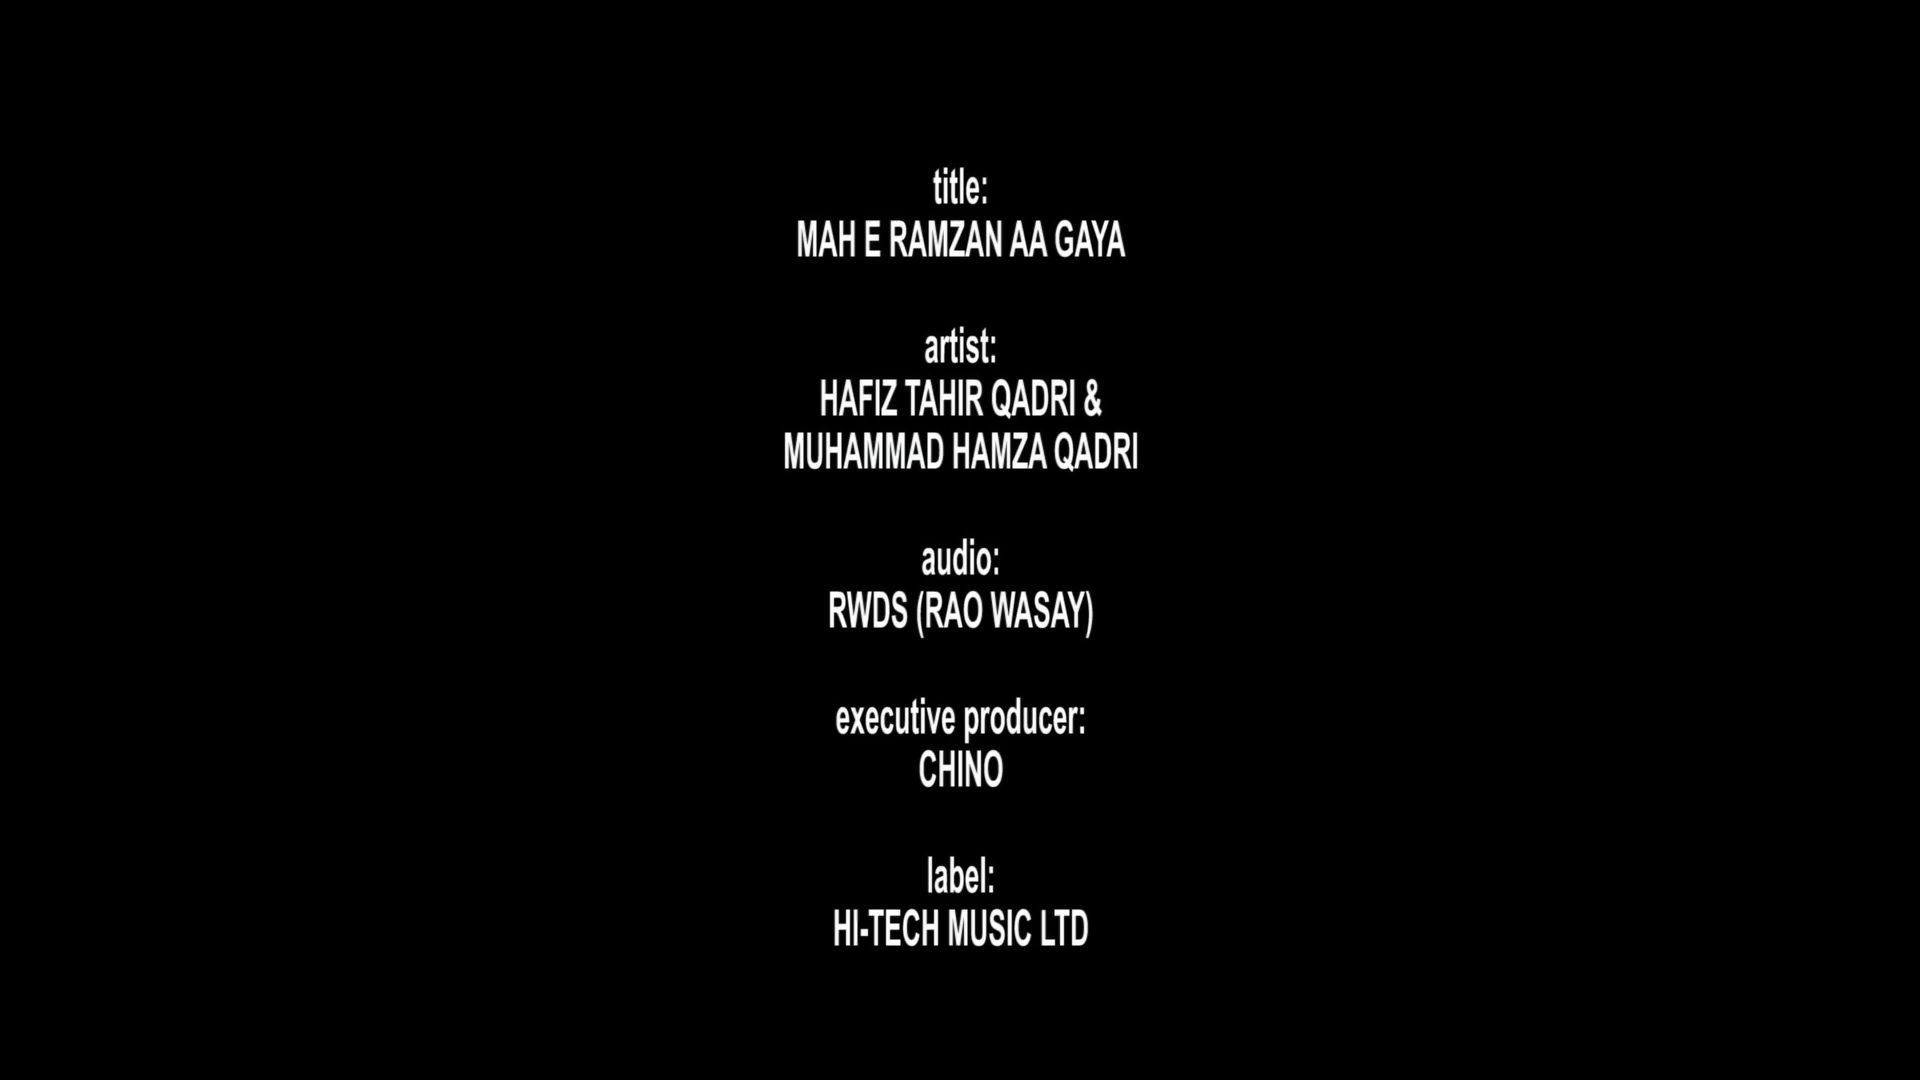 title:
MAH E RAMZAN AA GAYA
artist:
HAFIZ TAHIR QADRI &
MUHAMMAD HAMZA QADRI
audio:
RWDS (RAO WASAY)
executive producer:
CHINO
label:
HI-TECH MUSIC LTD